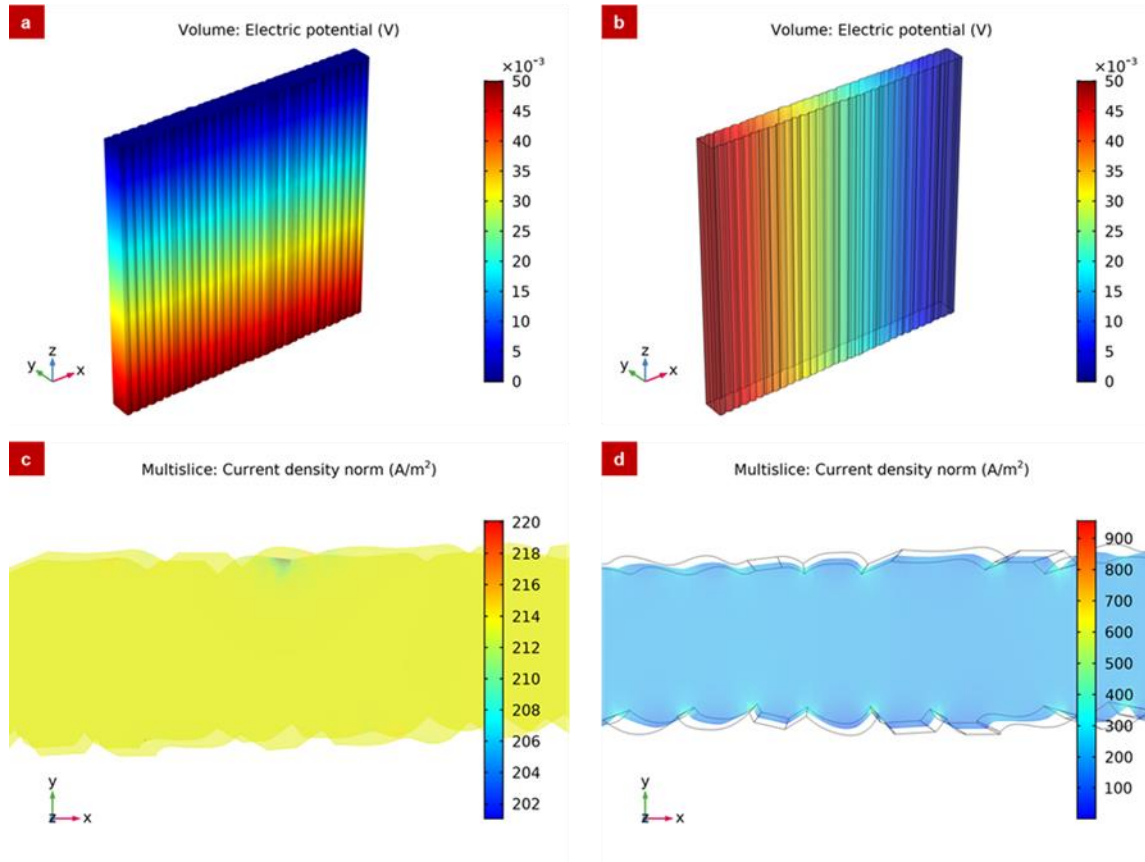 a
Volume: Electric potential (V)
×10⁻³
50
45
40
35
30
25
20
15
10
5
0
z
y
x
b
Volume: Electric potential (V)
×10⁻³
50
45
40
35
30
25
20
15
10
5
0
z
y
x
c
Multislice: Current density norm (A/m²)
220
218
216
214
212
210
208
206
204
202
y
z
x
d
Multislice: Current density norm (A/m²)
900
800
700
600
500
400
300
200
100
y
z
x